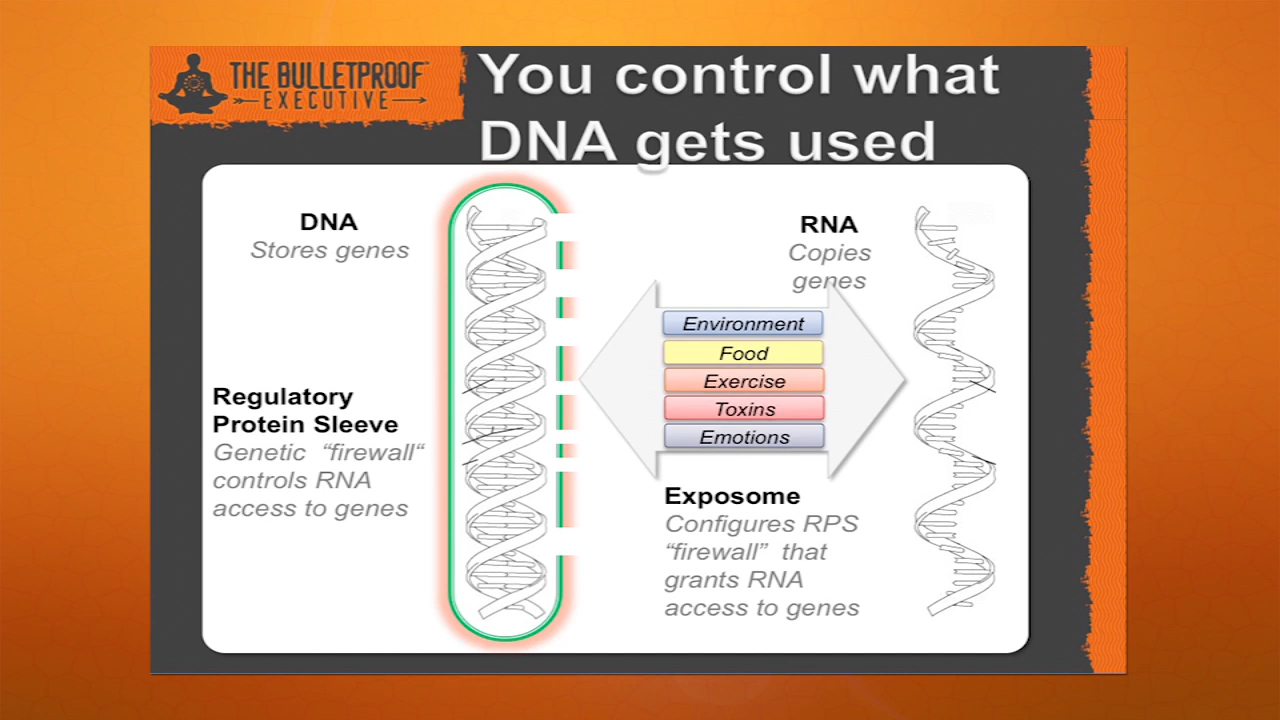 THE BULLETPROOF™
EXECUTIVE
You control what
DNA gets used
DNA
Stores genes
RNA
Copies
genes
Environment
Food
Exercise
Toxins
Emotions
Regulatory
Protein Sleeve
Genetic “firewall“
controls RNA
access to genes
Exposome
Configures RPS
“firewall” that
grants RNA
access to genes